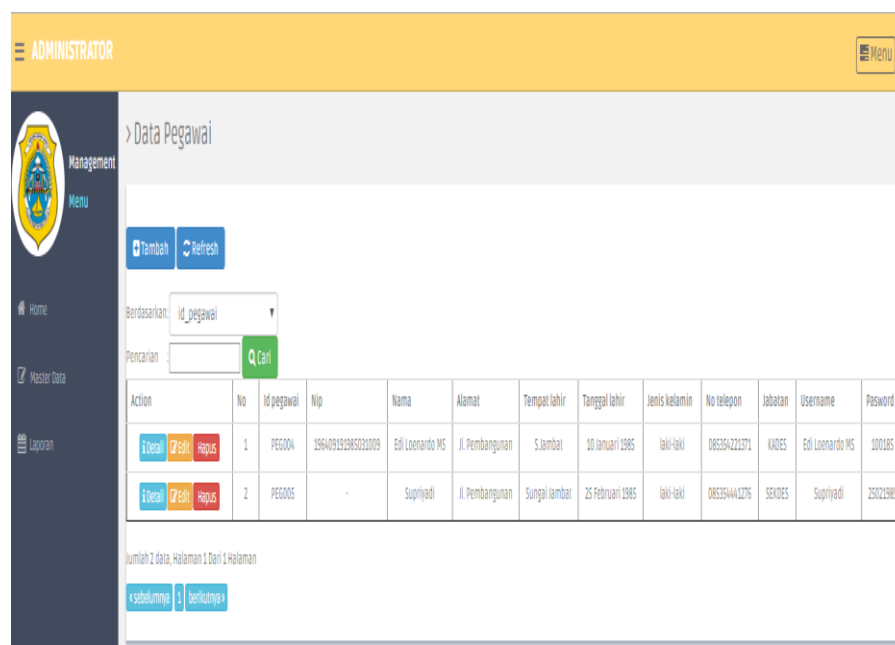 ADMINISTRATOR
Menu
Management
Menu
Home
Master Data
Laporan
› Data Pegawai
Tambah Refresh
Berdasarkan: id_pegawai
Pencarian : Cari
Action No Id pegawai Nip Nama Alamat Tempat lahir Tanggal lahir Jenis kelamin No telepon Jabatan Username Pasword
Detail Edit Hapus 1 PEG004 196409191985031009 Edi Loenardo MS Jl. Pembangunan S.Jambat 10 Januari 1985 laki-laki 085354221371 KADES Edi Loenardo MS 100185
Detail Edit Hapus 2 PEG005 - Supriyadi Jl. Pembangunan Sungai Jambat 25 Februari 1985 laki-laki 085354441276 SEKDES Supriyadi 25021985
Jumlah 2 data, Halaman 1 Dari 1 Halaman
« sebelumnya 1 berikutnya »